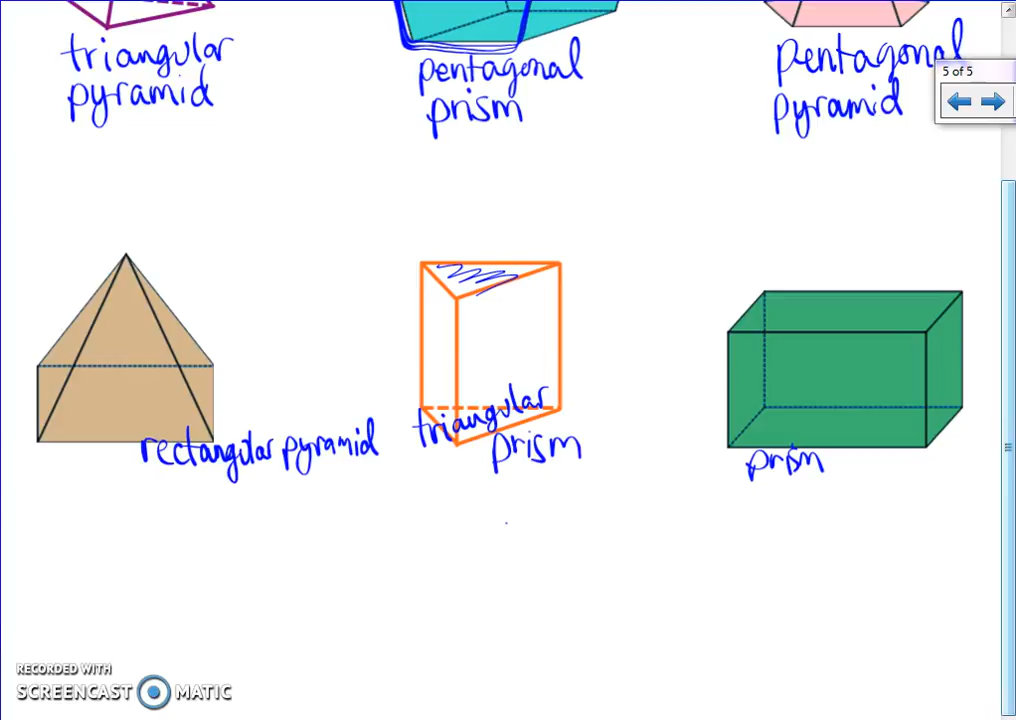 triangular
pyramid
pentagonal
prism
pentagonal
pyramid
5 of 5
rectangular pyramid
triangular
prism
prism
RECORDED WITH
SCREENCAST MATIC